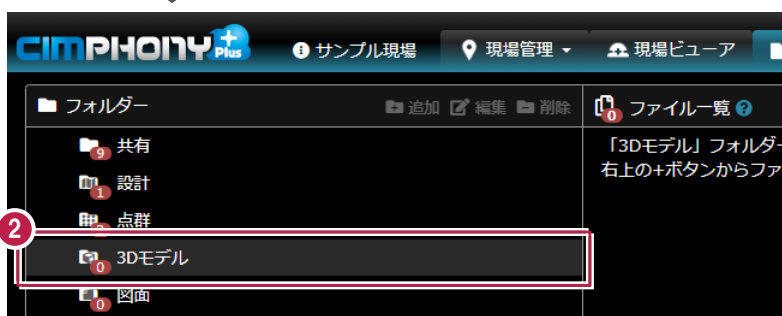 CIMPHONY Plus サンプル現場 現場管理 現場ビューア
フォルダー 追加 編集 削除
0 ファイル一覧
9 共有
1 設計
点群
2
0 3Dモデル
0 図面
「3Dモデル」フォルダー
右上の+ボタンからファ